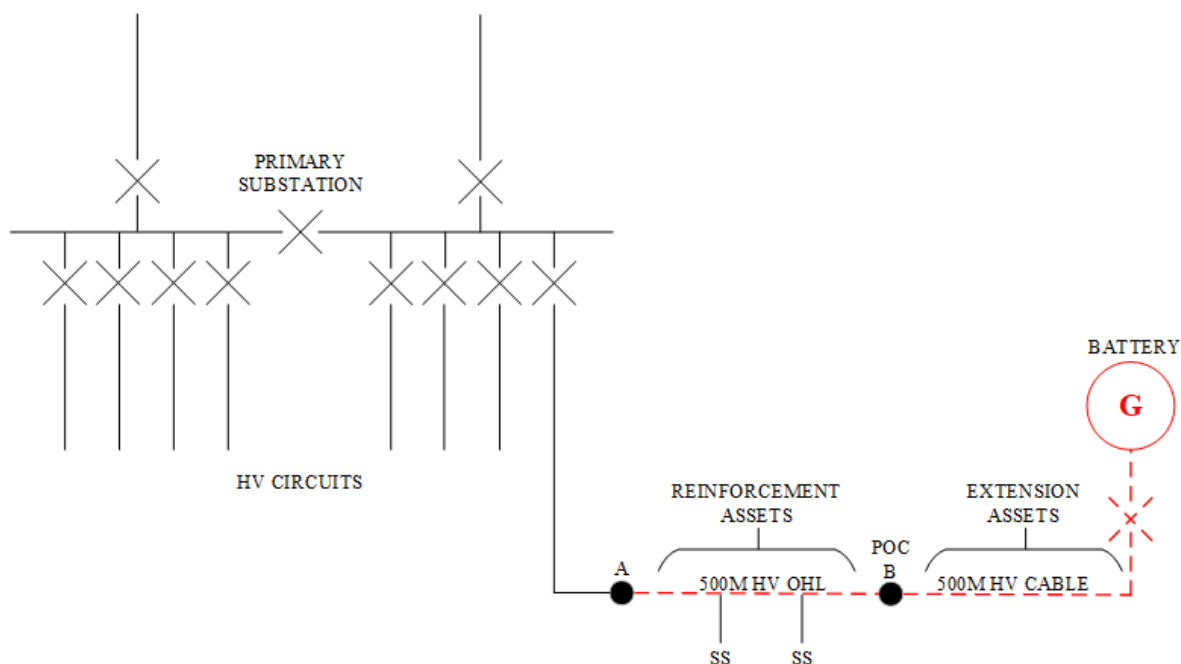 PRIMARY
SUBSTATION
HV CIRCUITS
BATTERY
G
REINFORCEMENT
ASSETS
EXTENSION
ASSETS
A
POC
B
500M HV OHL
500M HV CABLE
SS
SS